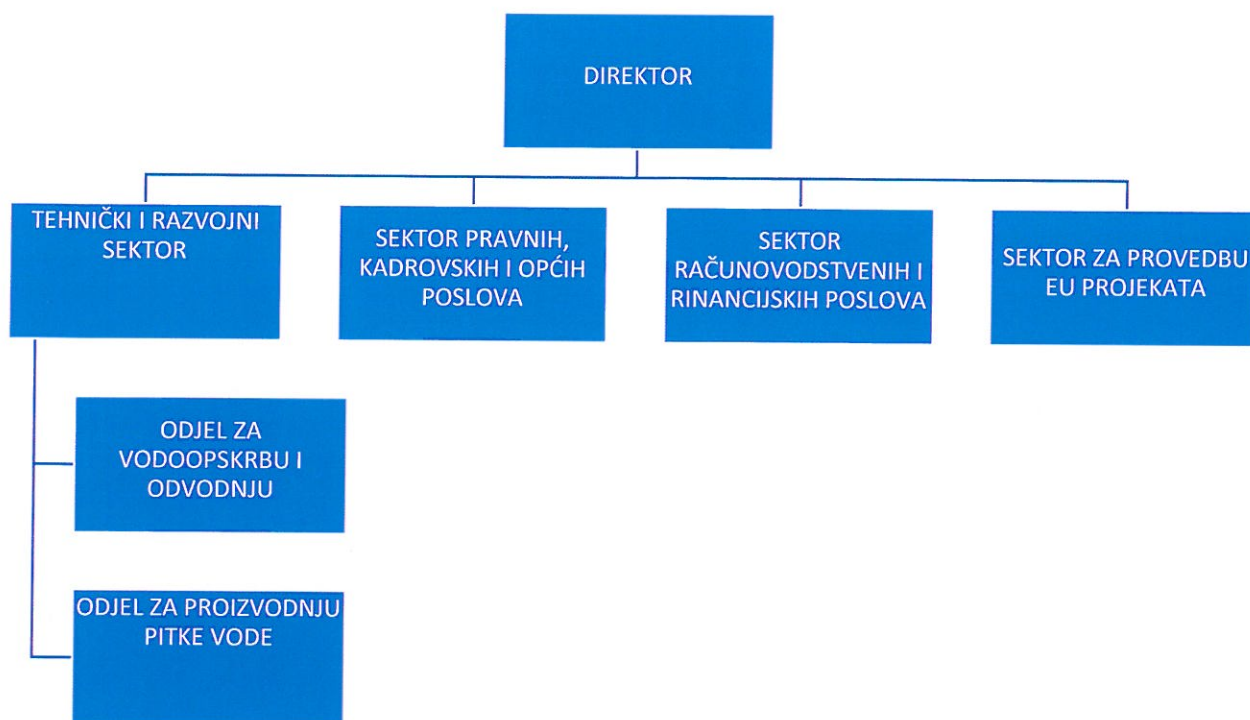 DIREKTOR
TEHNIČKI I RAZVOJNI
SEKTOR
SEKTOR PRAVNIH,
KADROVSKIH I OPĆIH
POSLOVA
SEKTOR
RAČUNOVODSTVENIH I
RINANCIJSKIH POSLOVA
SEKTOR ZA PROVEDBU
EU PROJEKATA
ODJEL ZA
VODOOPSKRBU I
ODVODNJU
ODJEL ZA PROIZVODNJU
PITKE VODE